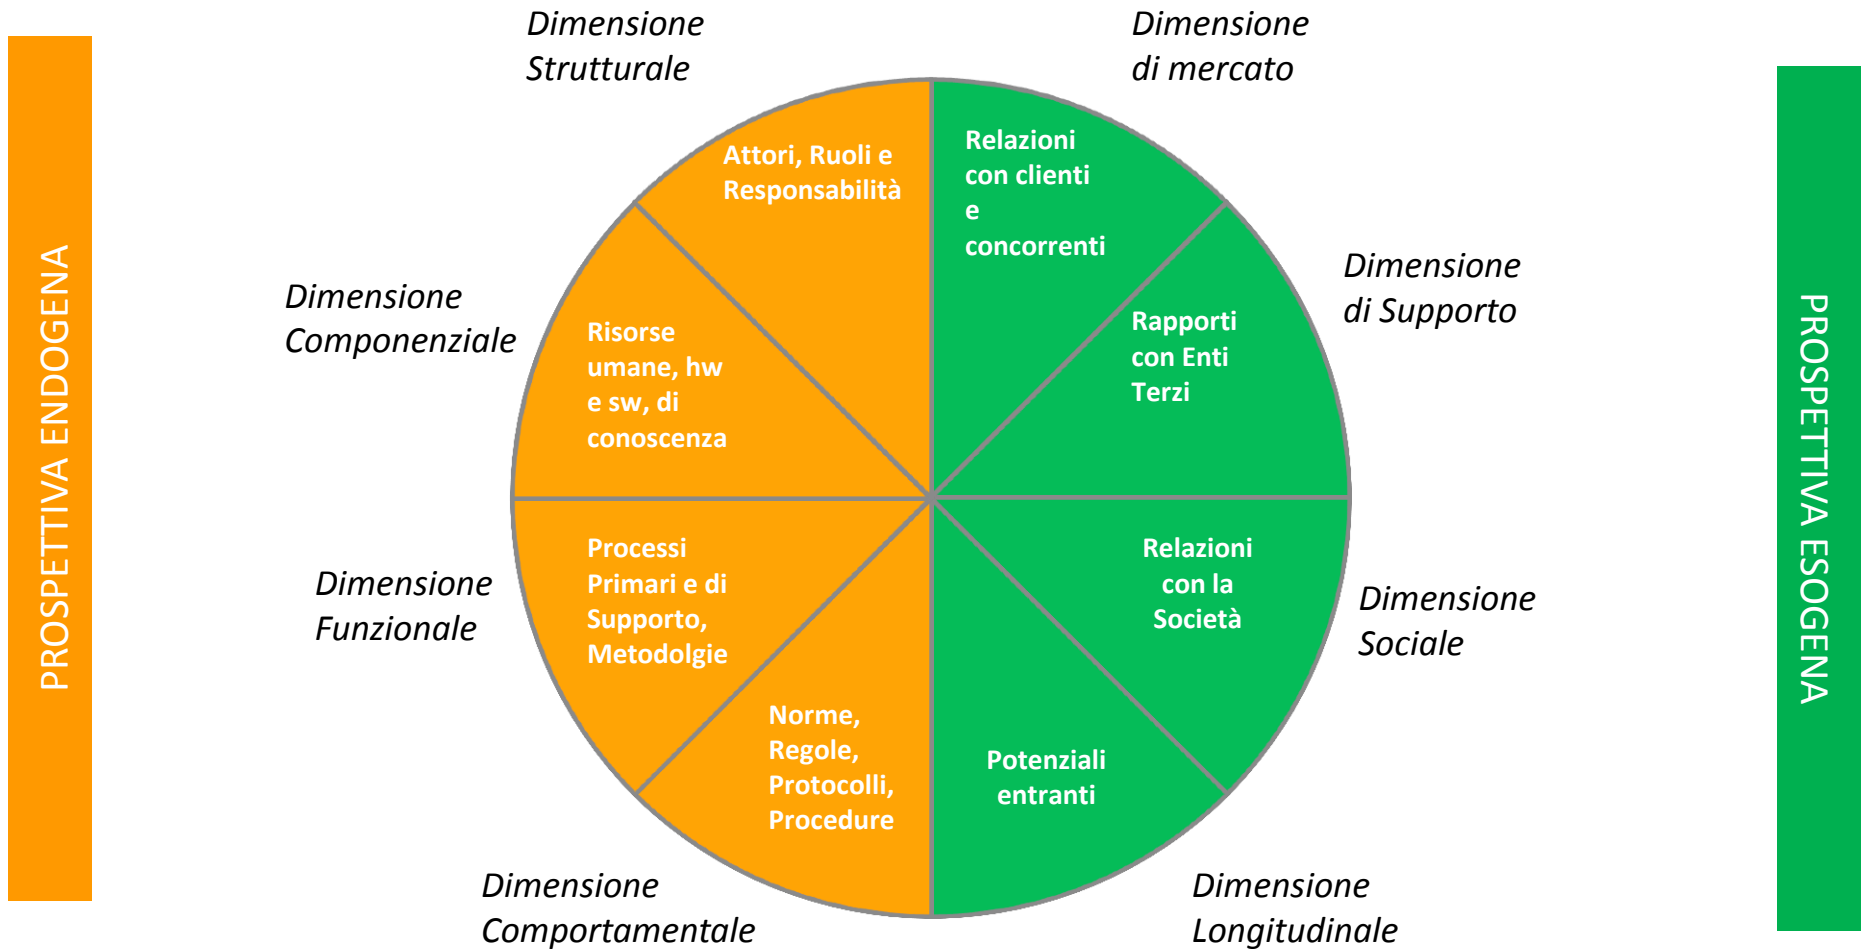 PROSPETTIVA ENDOGENA
Dimensione
Strutturale
Attori, Ruoli e
Responsabilità
Dimensione
Componenziale
Risorse
umane, hw
e sw, di
conoscenza
Dimensione
Funzionale
Processi
Primari e di
Supporto,
Metodolgie
Dimensione
Comportamentale
Norme,
Regole,
Protocolli,
Procedure
Dimensione
di mercato
Relazioni
con clienti
e
concorrenti
Dimensione
di Supporto
Rapporti
con Enti
Terzi
Dimensione
Sociale
Relazioni
con la
Società
Dimensione
Longitudinale
Potenziali
entranti
PROSPETTIVA ESOGENA